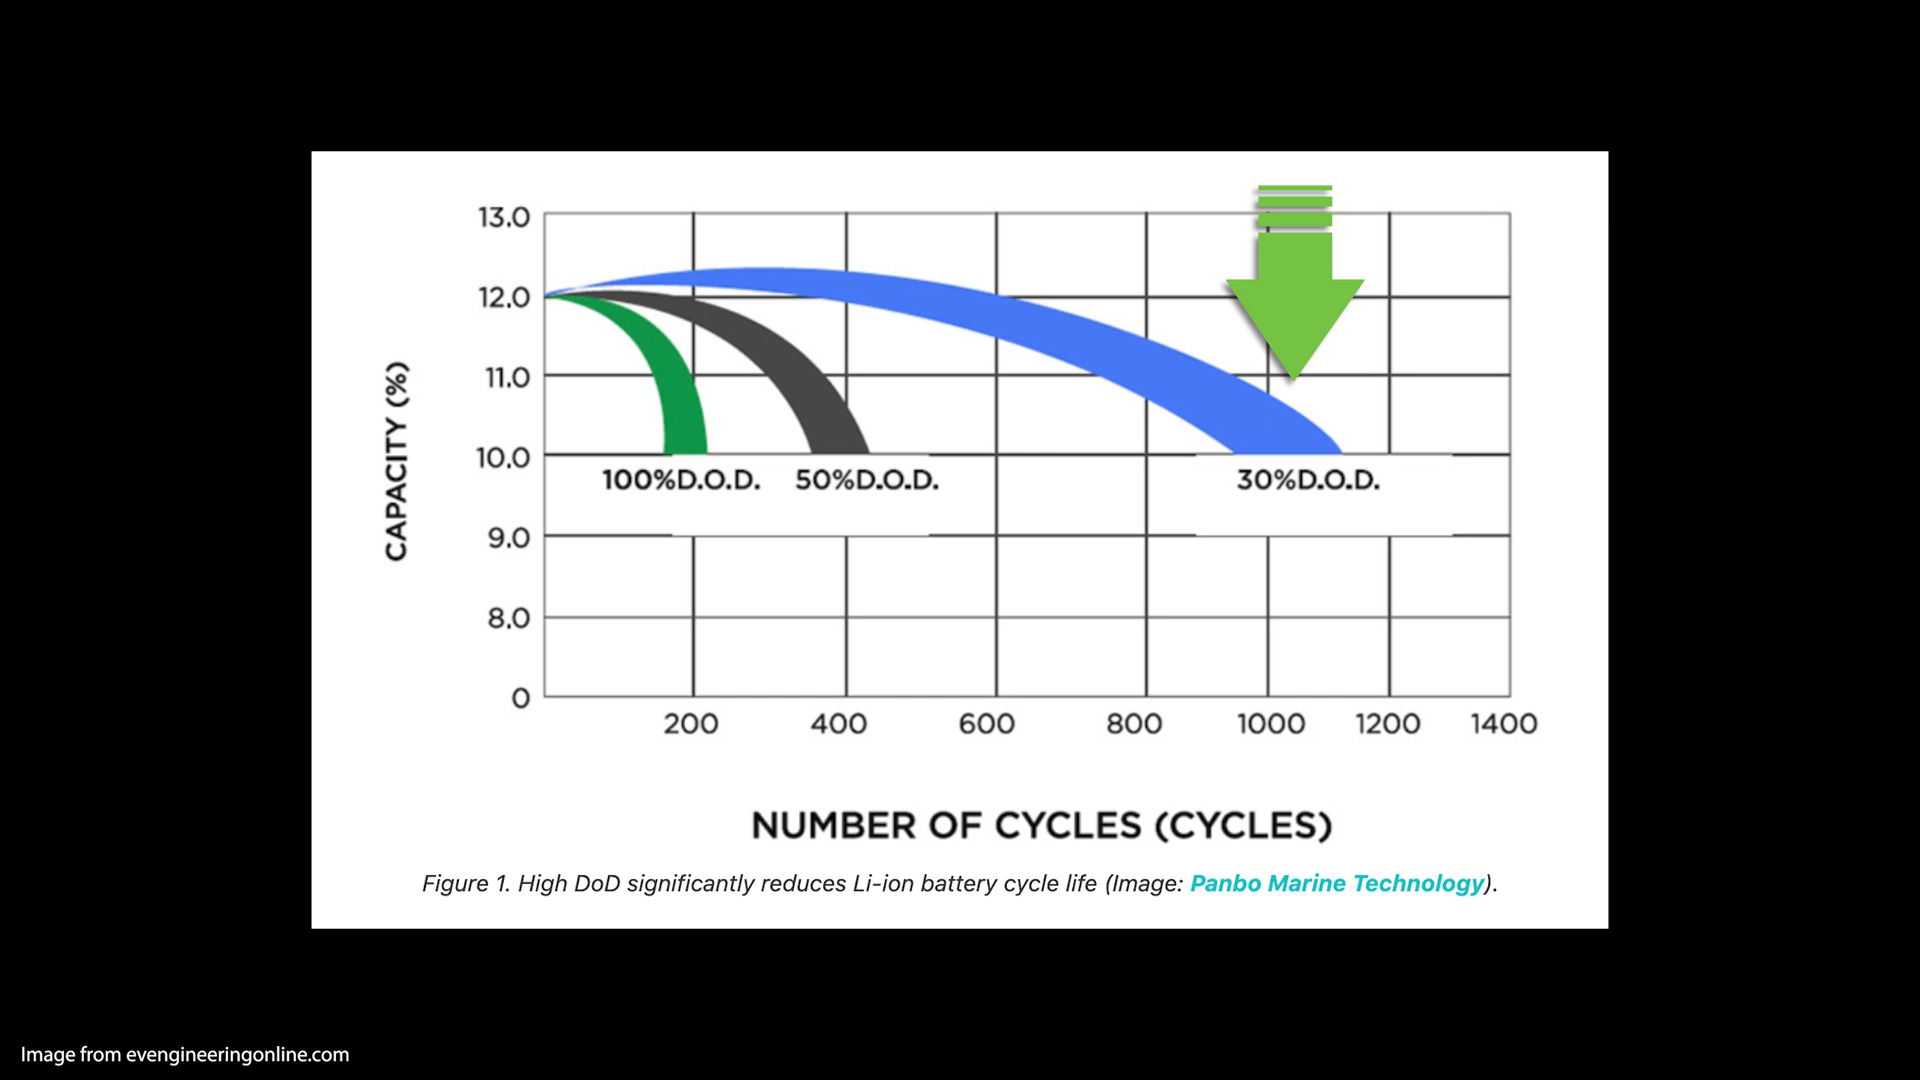 13.0
12.0
11.0
10.0
9.0
8.0
0
CAPACITY (%)
100%D.O.D.
50%D.O.D.
30%D.O.D.
200
400
600
800
1000
1200
1400
NUMBER OF CYCLES (CYCLES)
Figure 1. High DoD significantly reduces Li-ion battery cycle life (Image: Panbo Marine Technology).
Image from evengineeringonline.com